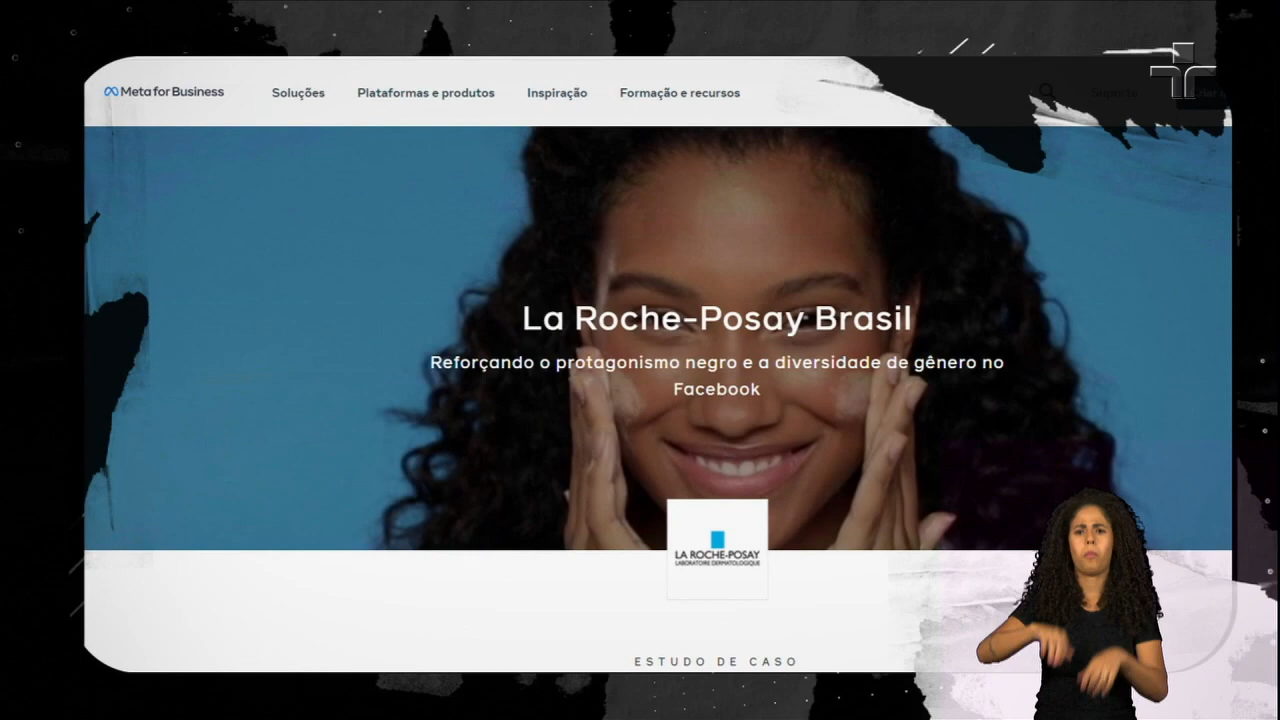 Meta for Business
Soluções
Plataformas e produtos
Inspiração
Formação e recursos
Suporte
La Roche-Posay Brasil
Reforçando o protagonismo negro e a diversidade de gênero no
Facebook
LA ROCHE-POSAY
LABORATOIRE DERMATOLOGIQUE
ESTUDO DE CASO